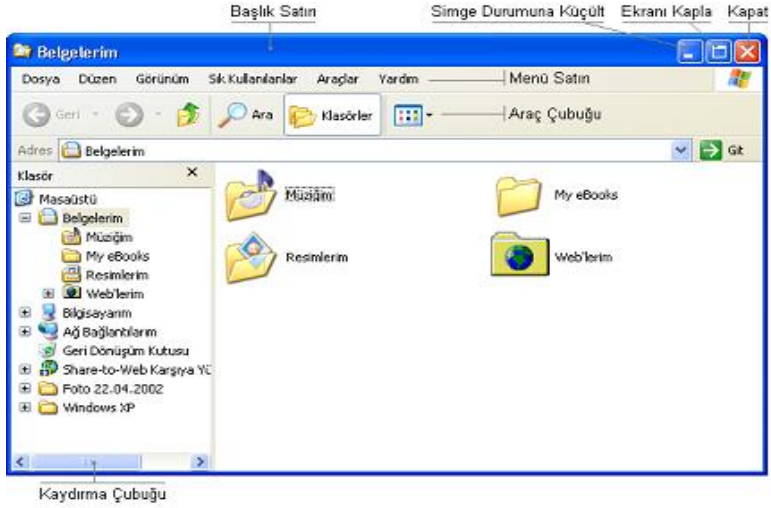 Başlık Satırı
Simge Durumuna Küçült
Ekranı Kapla
Kapat
Belgelerim
Dosya Düzen Görünüm Sık Kullanılanlar Araçlar Yardım
Menü Satırı
Geri
Ara
Klasörler
Araç Çubuğu
Adres Belgelerim
Git
Klasör
Masaüstü
Belgelerim
Müziğim
My eBooks
Resimlerim
Web'lerim
Bilgisayarım
Ağ Bağlantılarım
Geri Dönüşüm Kutusu
Share-to-Web Karşıya Yü
Foto 22.04.2002
Windows XP
Müziğim
My eBooks
Resimlerim
Web'lerim
Kaydırma Çubuğu